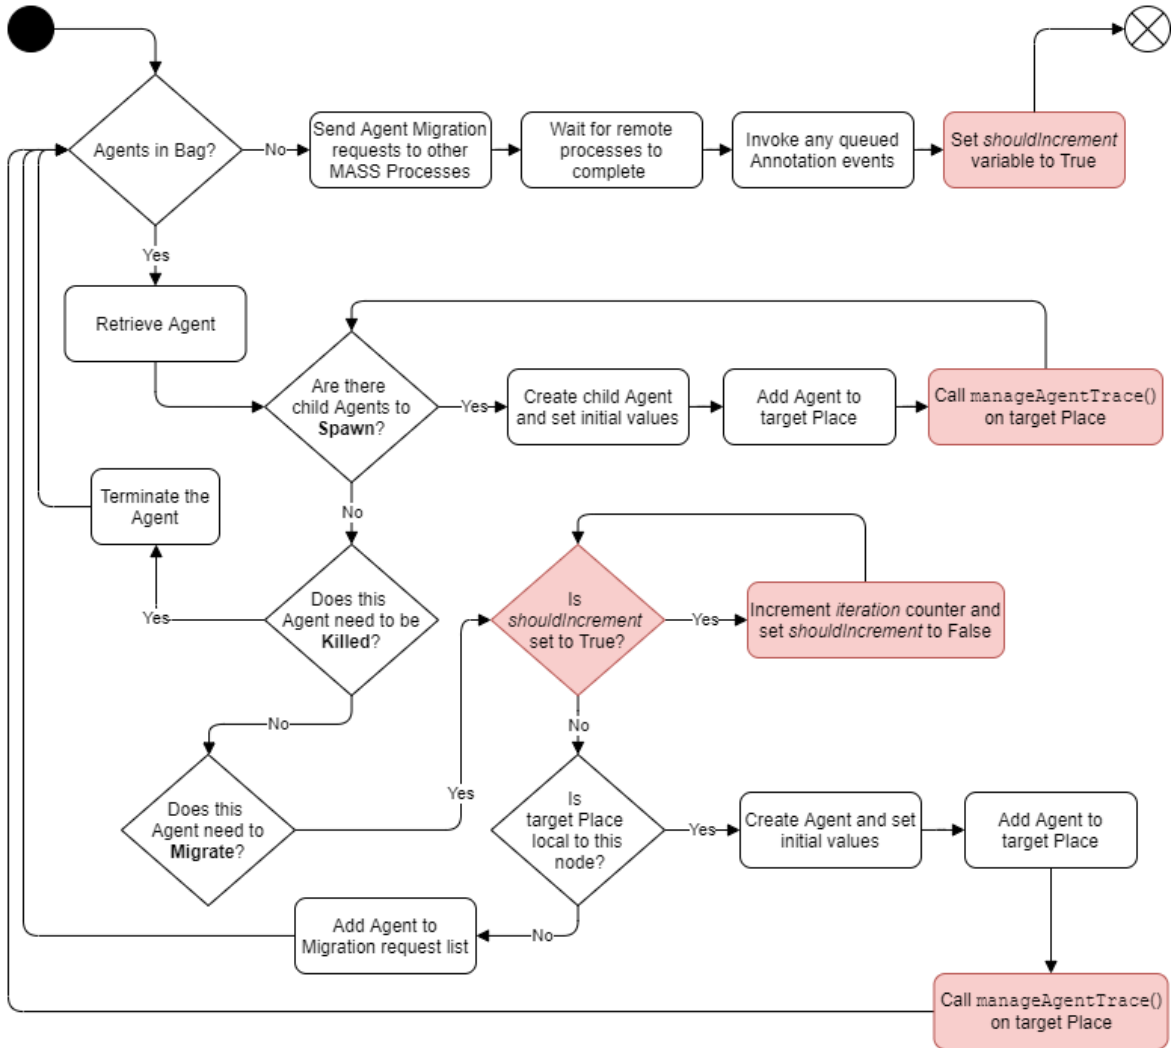 Agents in Bag?
No
Send Agent Migration
requests to other
MASS Processes
Wait for remote
processes to
complete
Invoke any queued
Annotation events
Set shouldIncrement
variable to True
Yes
Retrieve Agent
Are there
child Agents to
Spawn?
Yes
Create child Agent
and set initial values
Add Agent to
target Place
Call manageAgentTrace()
on target Place
No
Terminate the
Agent
Yes
Does this
Agent need to be
Killed?
Is
shouldIncrement
set to True?
Yes
Increment iteration counter and
set shouldIncrement to False
No
No
Does this
Agent need to
Migrate?
Yes
Is
target Place
local to this
node?
Yes
Create Agent and set
initial values
Add Agent to
target Place
No
Add Agent to
Migration request list
Call manageAgentTrace()
on target Place